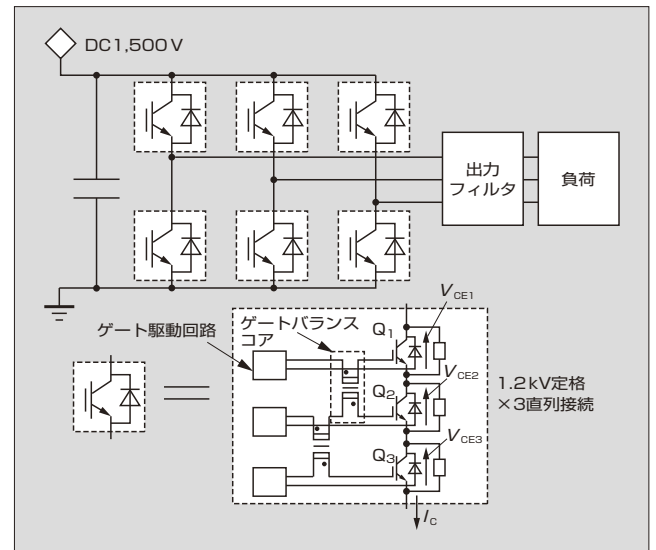 DC1,500V
出力
フィルタ
負荷
ゲート駆動回路
ゲートバランス
コア
Q1
VCE1
Q2
VCE2
Q3
VCE3
1.2kV定格
×3直列接続
IC